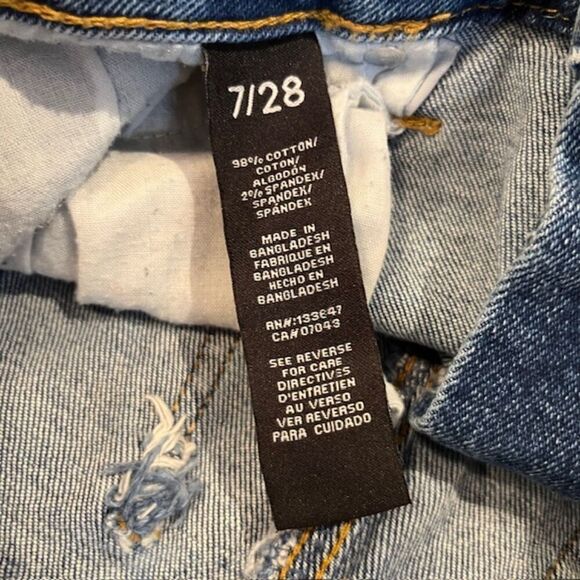 7/28
98% COTTON/
COTON/
ALGODÓN
2% SPANDEX/
SPANDEX/
SPÁNDEX
MADE IN
BANGLADESH
FABRIQUE EN
BANGLADESH
HECHO EN
BANGLADESH
RN#:133647
CA#07043
SEE REVERSE
FOR CARE
DIRECTIVES
D'ENTRETIEN
AU VERSO
VER REVERSO
PARA CUIDADO